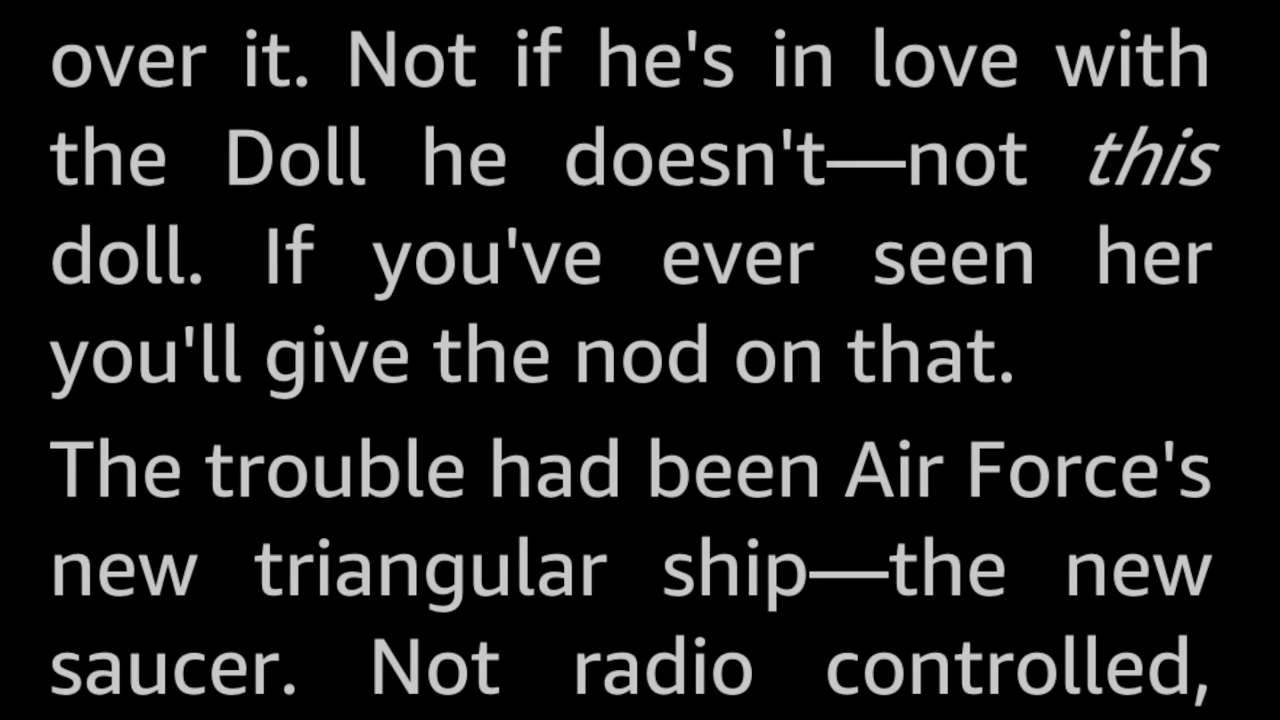 over it. Not if he's in love with
the Doll he doesn't—not this
doll. If you've ever seen her
you'll give the nod on that.
The trouble had been Air Force's
new triangular ship—the new
saucer. Not radio controlled,